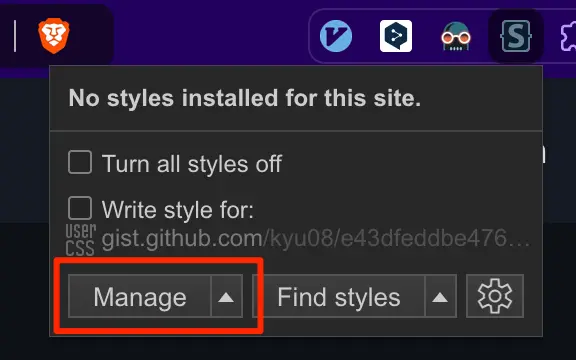 No styles installed for this site.
Turn all styles off
Write style for:
user
css
gist.github.com/kyu08/e43dfeddbe476…
Manage
Find styles